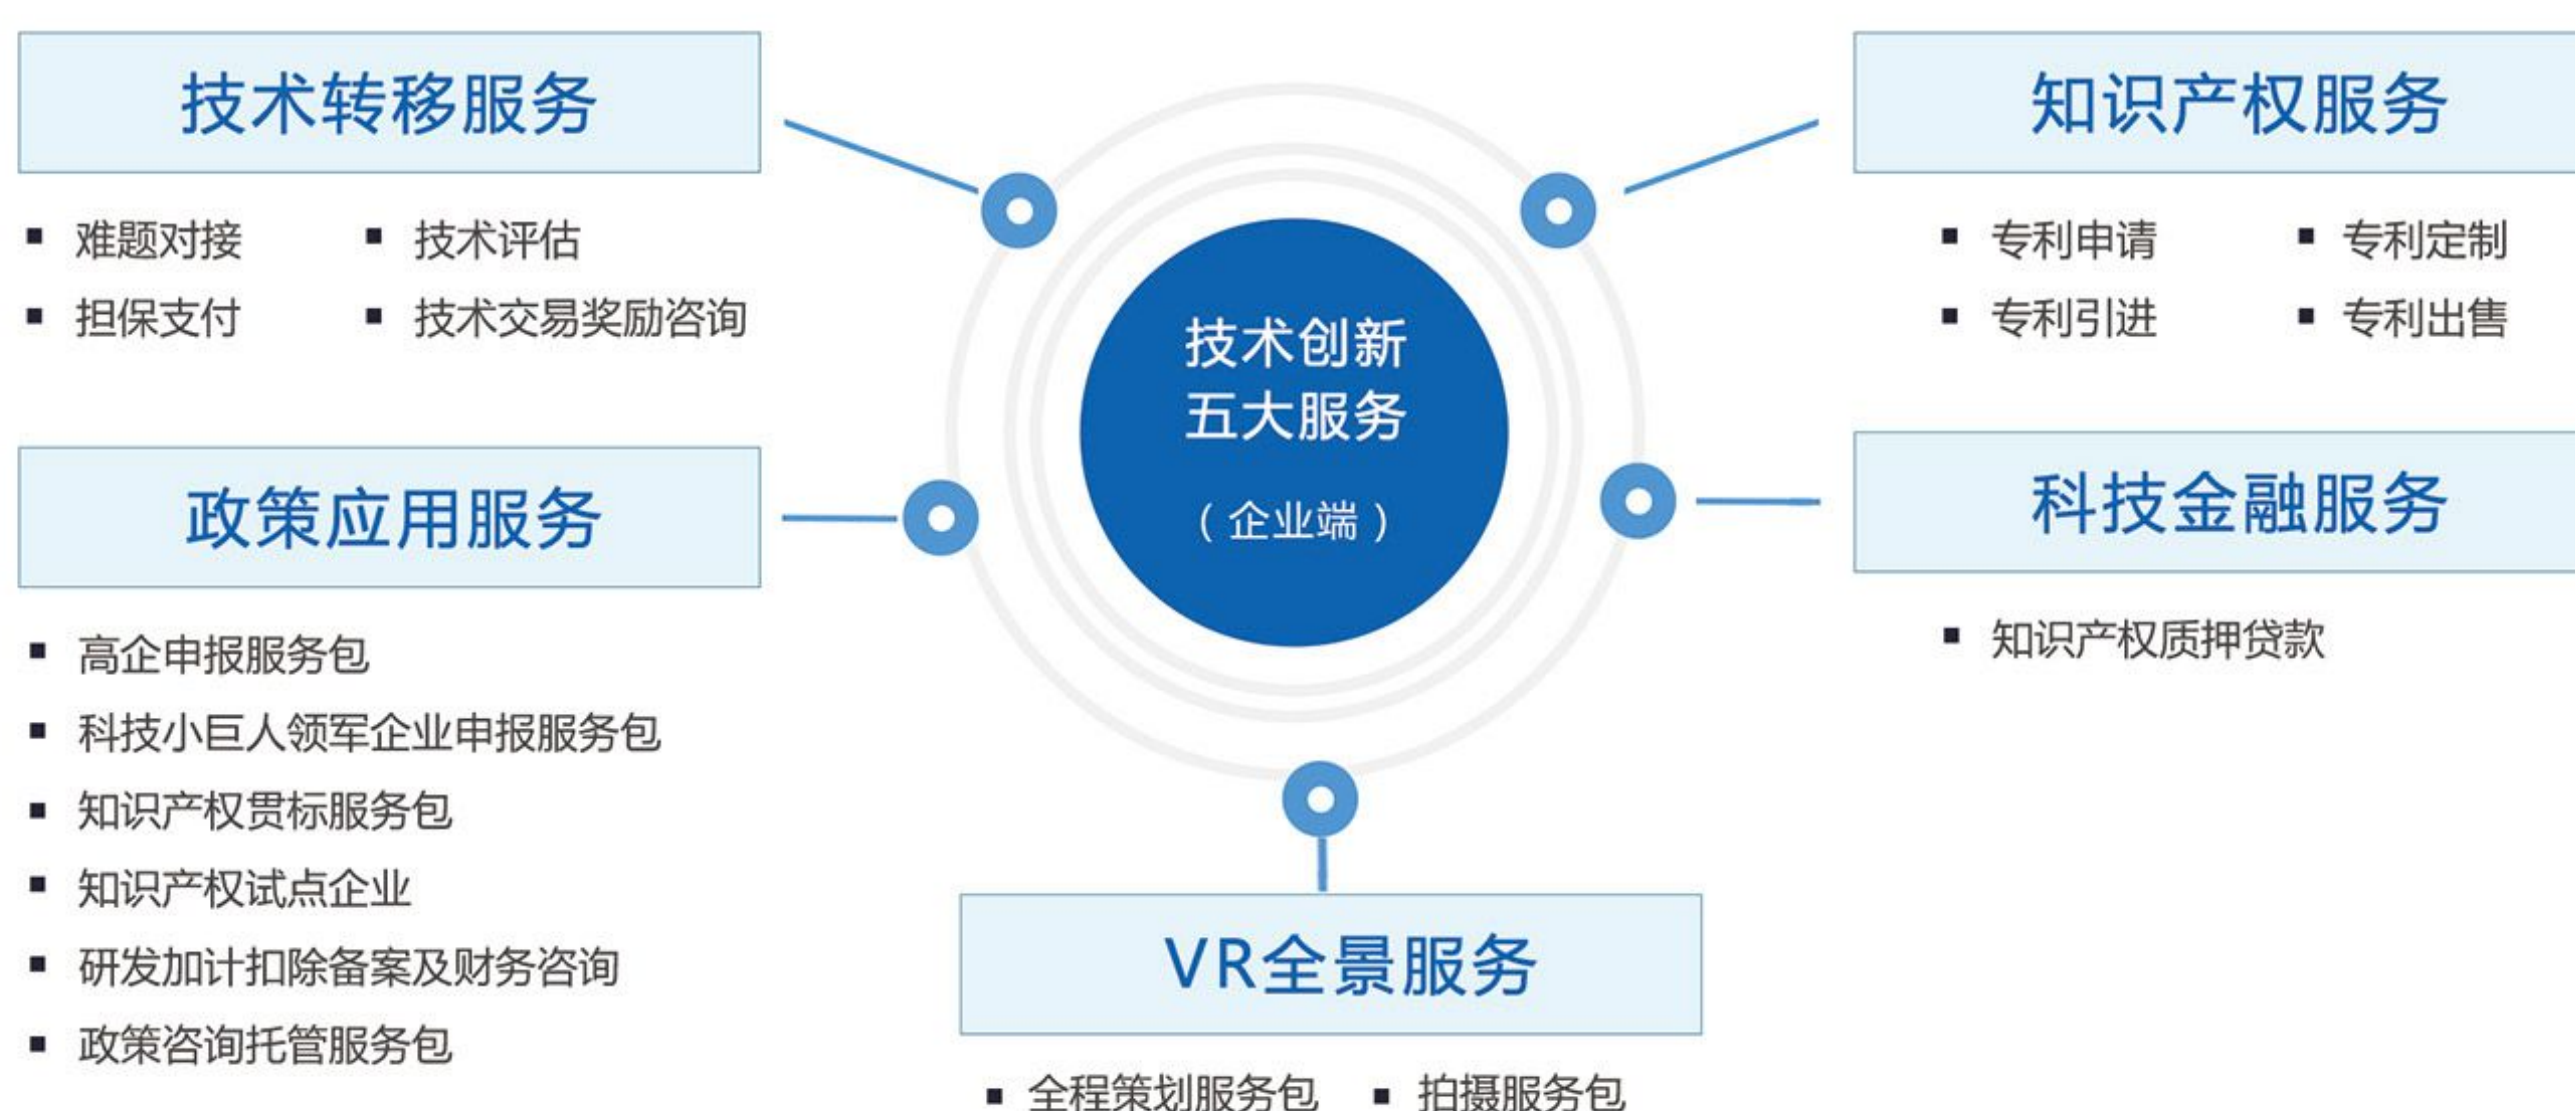 技术转移服务
难题对接
技术评估
担保支付
技术交易奖励咨询
政策应用服务
高企申报服务包
科技小巨人领军企业申报服务包
知识产权贯标服务包
知识产权试点企业
研发加计扣除备案及财务咨询
政策咨询托管服务包
技术创新
五大服务
（企业端）
VR全景服务
全程策划服务包
拍摄服务包
知识产权服务
专利申请
专利定制
专利引进
专利出售
科技金融服务
知识产权质押贷款